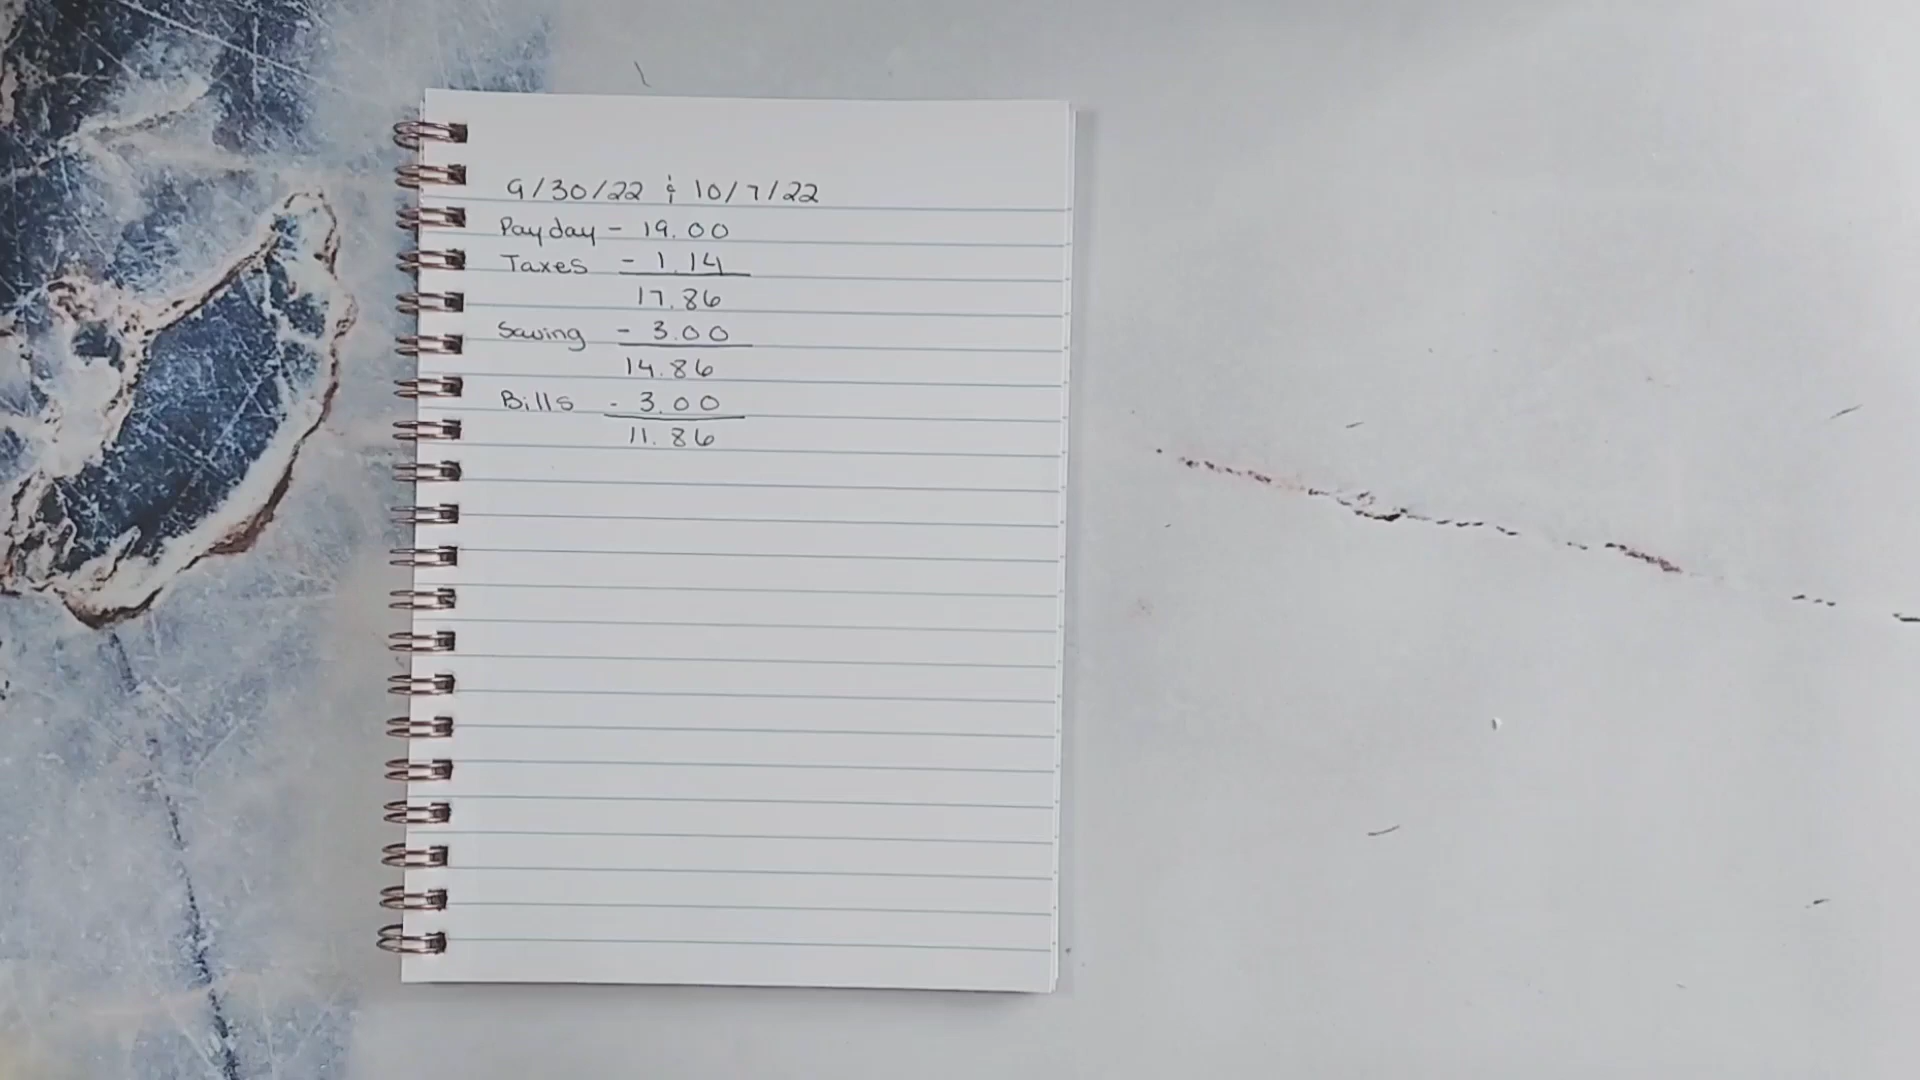 9/30/22 & 10/7/22
Payday - 19.00
Taxes - 1.14
17.86
Saving - 3.00
14.86
Bills - 3.00
11.86